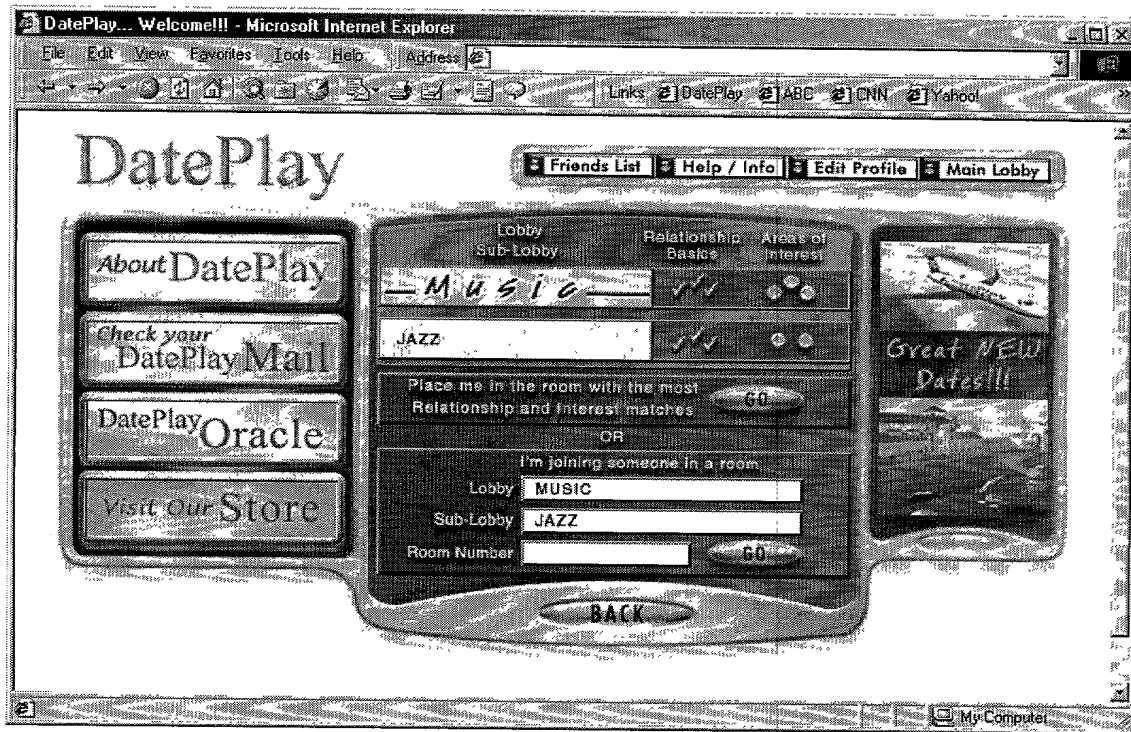 DatePlay... Welcome!!! - Microsoft Internet Explorer
File Edit View Favorites Tools Help Address
Links DatePlay ABC CNN Yahoo! »
DatePlay
Friends List Help / Info Edit Profile Main Lobby
About DatePlay
Check your
DatePlay Mail
DatePlay Oracle
Visit Our Store
Lobby
Sub-Lobby
Relationship
Basics
Areas of
Interest
Music
JAZZ
Place me in the room with the most
Relationship and Interest matches
GO
OR
I'm joining someone in a room
Lobby MUSIC
Sub-Lobby JAZZ
Room Number GO
BACK
Great NEW
Dates!!!
My Computer